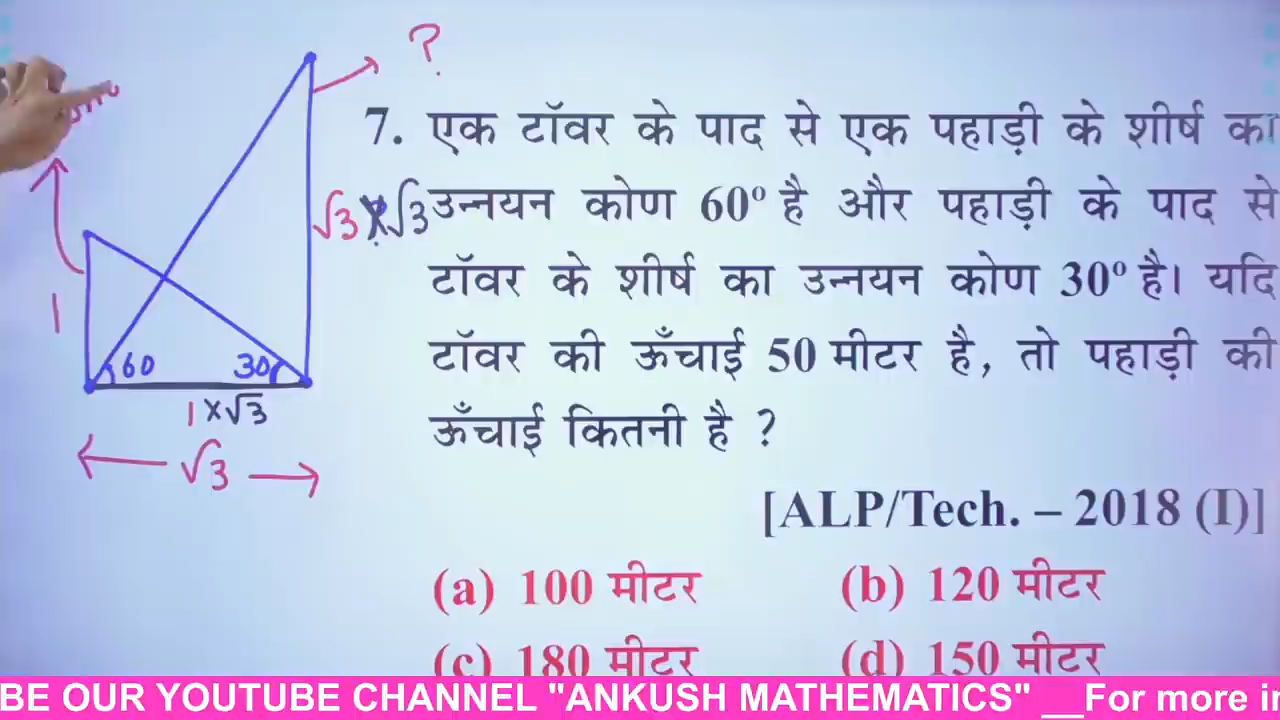 ?
7. एक टॉवर के पाद से एक पहाड़ी के शीर्ष का
√3 × √3 उन्नयन कोण 60° है और पहाड़ी के पाद से
टॉवर के शीर्ष का उन्नयन कोण 30° है। यदि
1
टॉवर की ऊँचाई 50 मीटर है, तो पहाड़ी की
60 30
1 × √3
ऊँचाई कितनी है ?
√3
[ALP/Tech. – 2018 (I)]
(a) 100 मीटर (b) 120 मीटर
(c) 180 मीटर (d) 150 मीटर
BE OUR YOUTUBE CHANNEL "ANKUSH MATHEMATICS" __For more